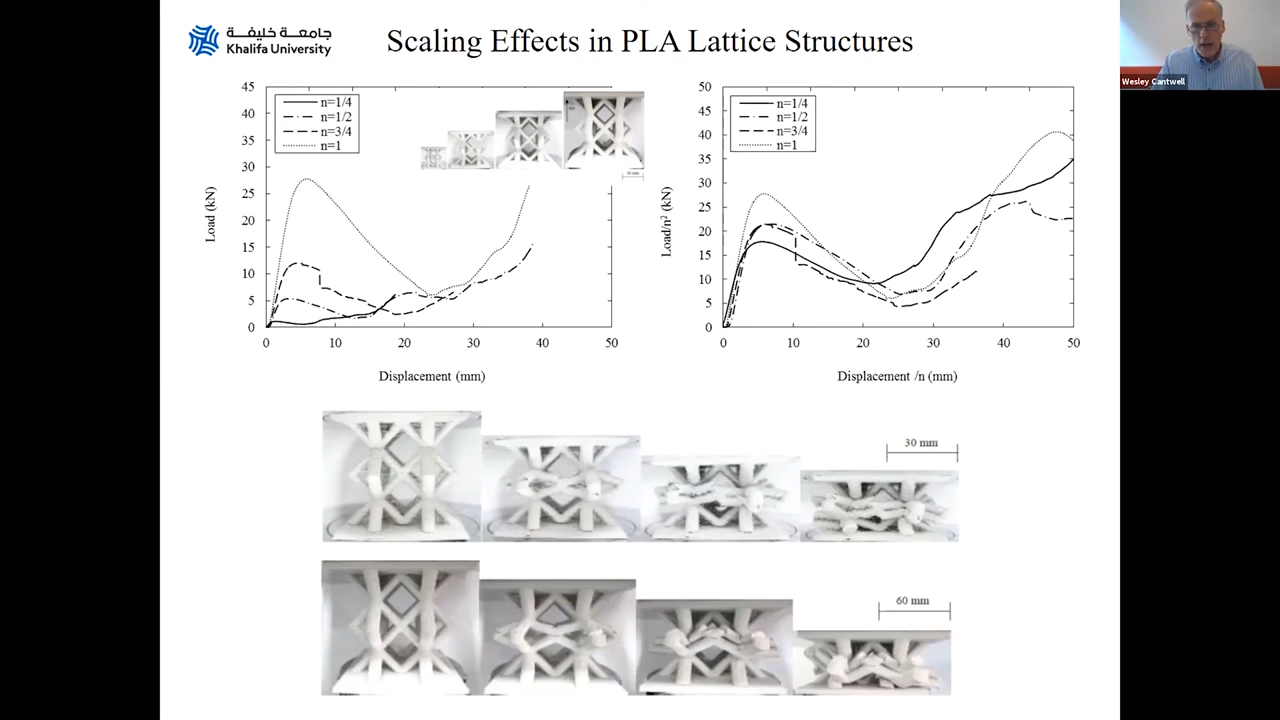 جامعـة خليفـة
Khalifa University
Scaling Effects in PLA Lattice Structures
Wesley Cantwell
45
40
35
30
25
20
15
10
5
0
n=1/4
n=1/2
n=3/4
n=1
Load (kN)
0 10 20 30 40 50
Displacement (mm)
50
45
40
35
30
25
20
15
10
5
0
n=1/4
n=1/2
n=3/4
n=1
Load/n² (kN)
0 10 20 30 40 50
Displacement /n (mm)
30 mm
60 mm